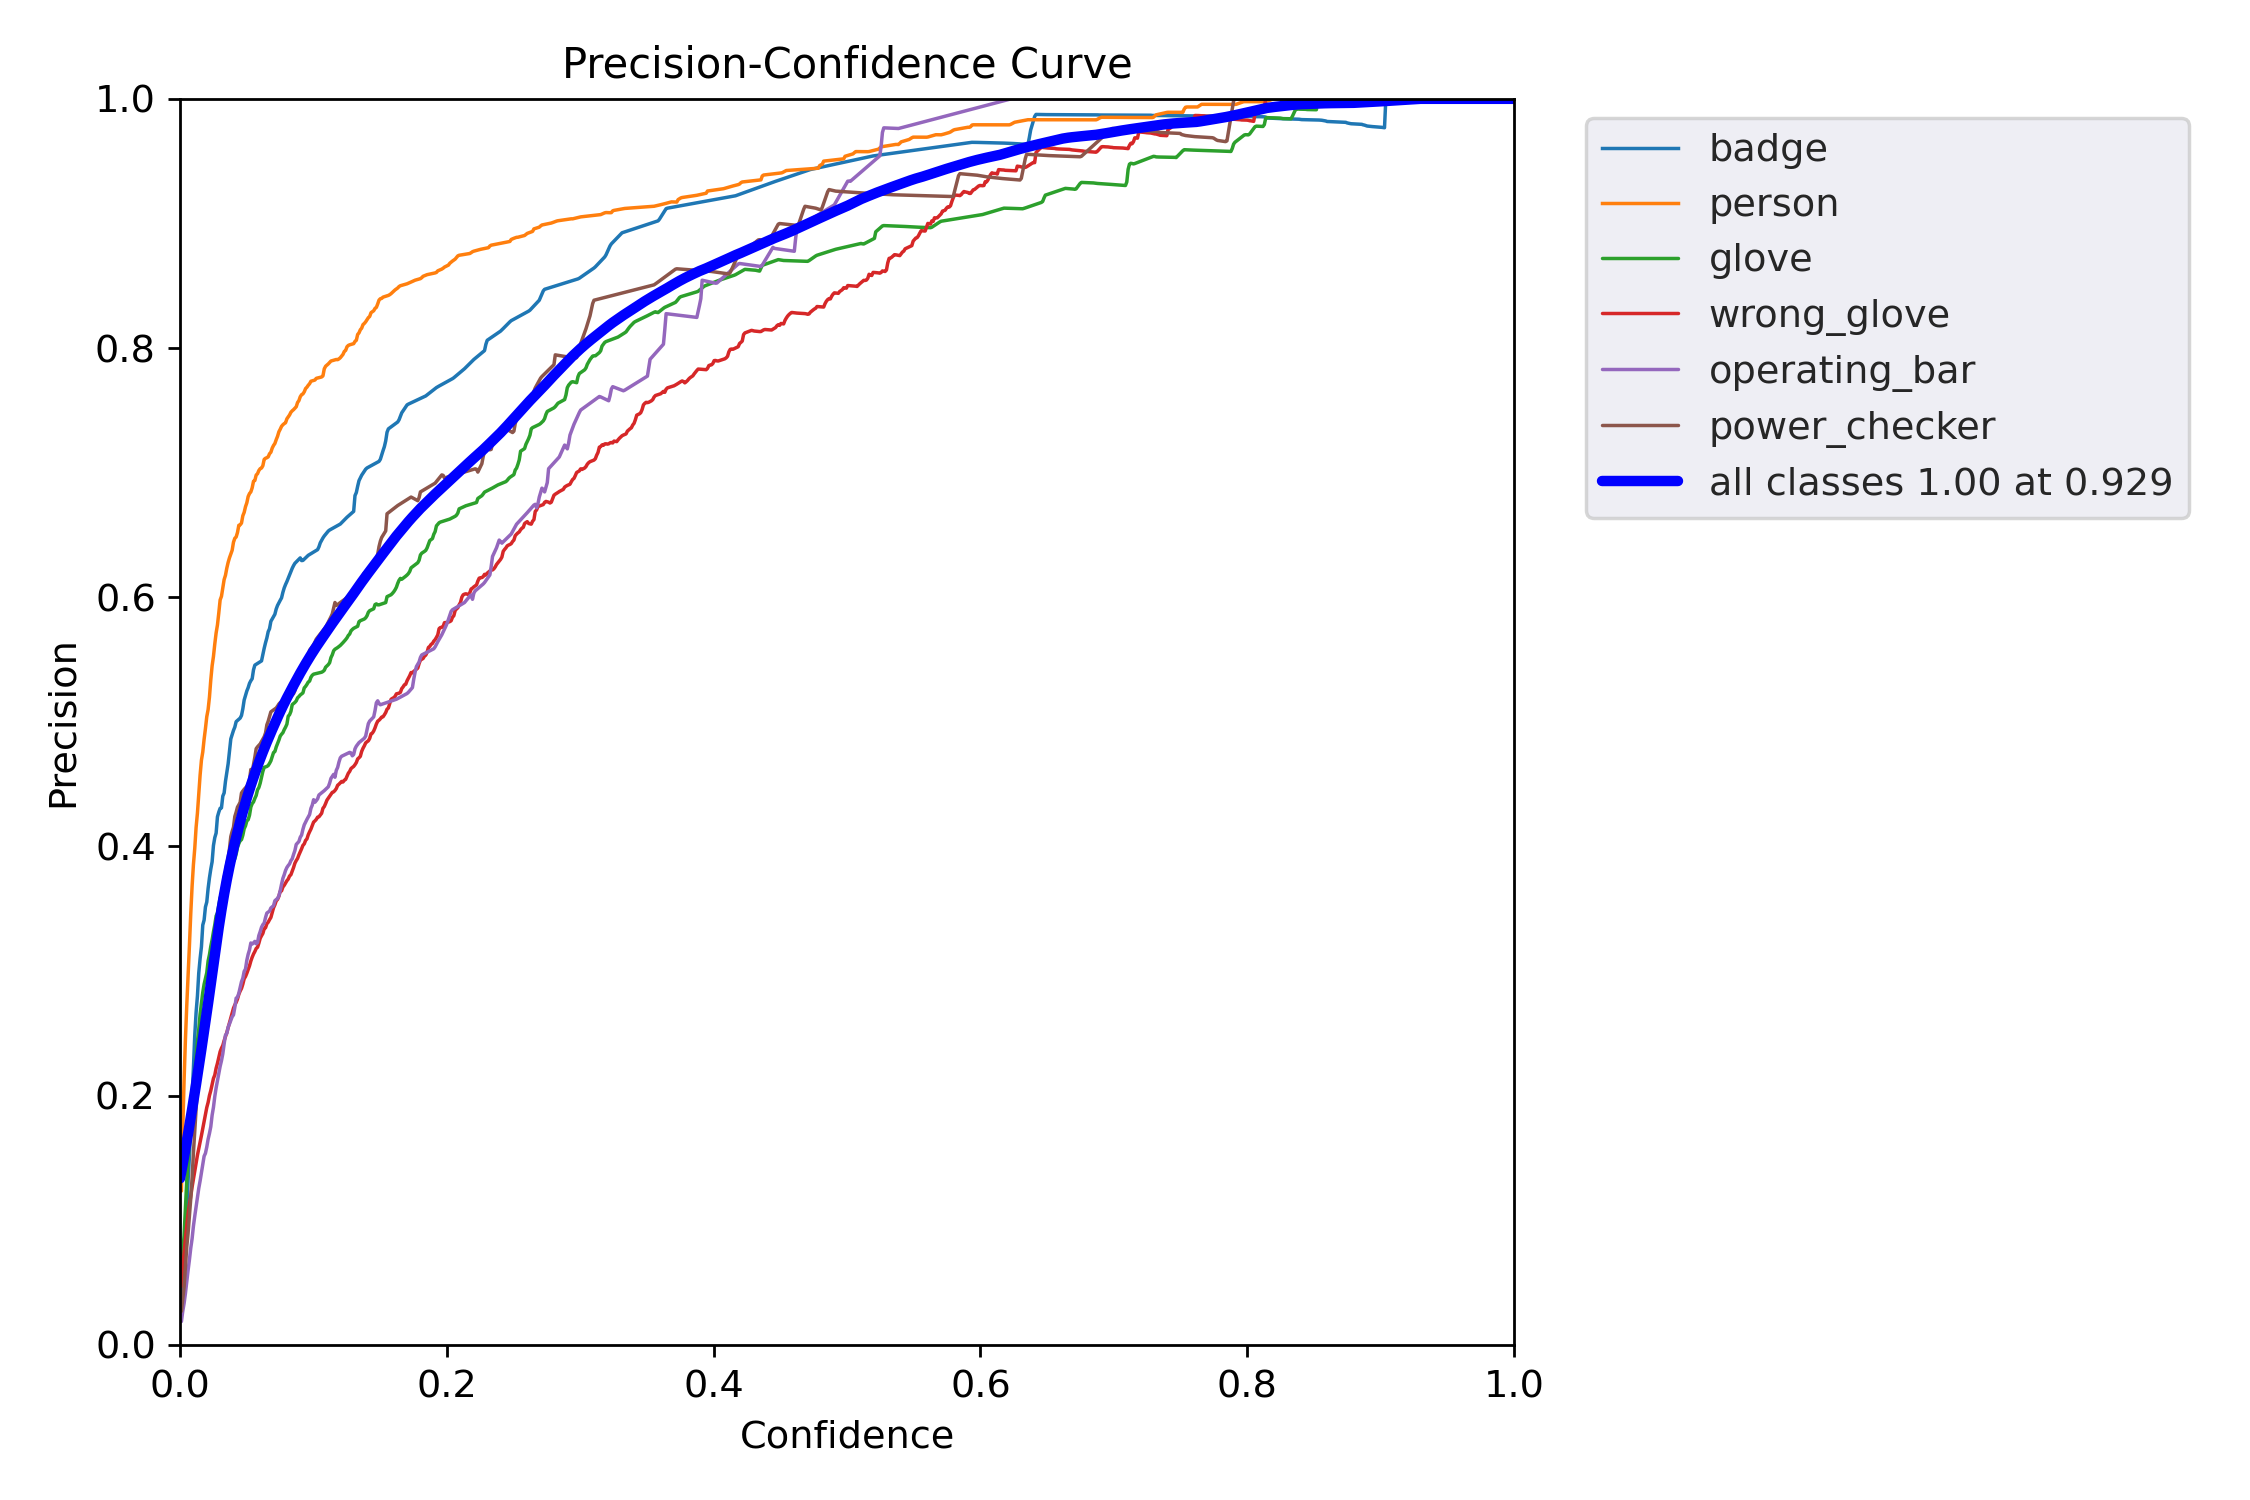 Precision-Confidence Curve
1.0
0.8
0.6
0.4
0.2
0.0
Precision
0.0 0.2 0.4 0.6 0.8 1.0
Confidence
badge
person
glove
wrong_glove
operating_bar
power_checker
all classes 1.00 at 0.929